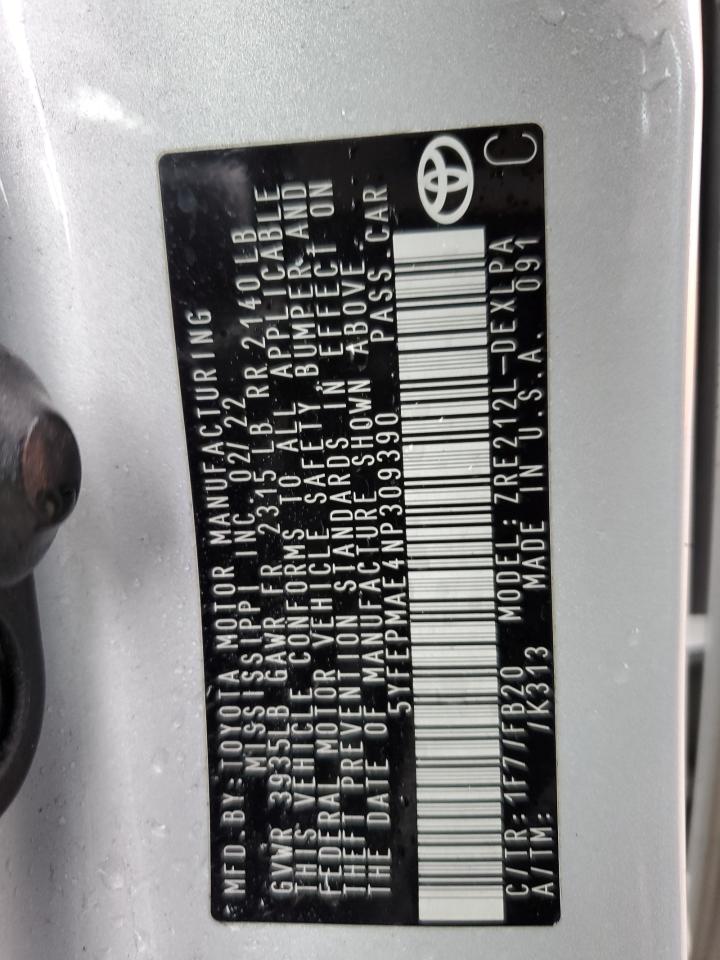 MFD.BY:TOYOTA MOTOR MANUFACTURING
MISSISSIPPI INC 02/22
GVWR 3935LB GAWR FR 2315LB RR 2140LB
THIS VEHICLE CONFORMS TO ALL APPLICABLE
FEDERAL MOTOR VEHICLE SAFETY, BUMPER, AND
THEFT PREVENTION STANDARDS IN EFFECT ON
THE DATE OF MANUFACTURE SHOWN ABOVE.
5YFEPMAE4NP309390 PASS.CAR
C/TR: 1F7/FB20 MODEL: ZRE212L-DEXLPA
A/TM: /K313 MADE IN U.S.A. 091
C